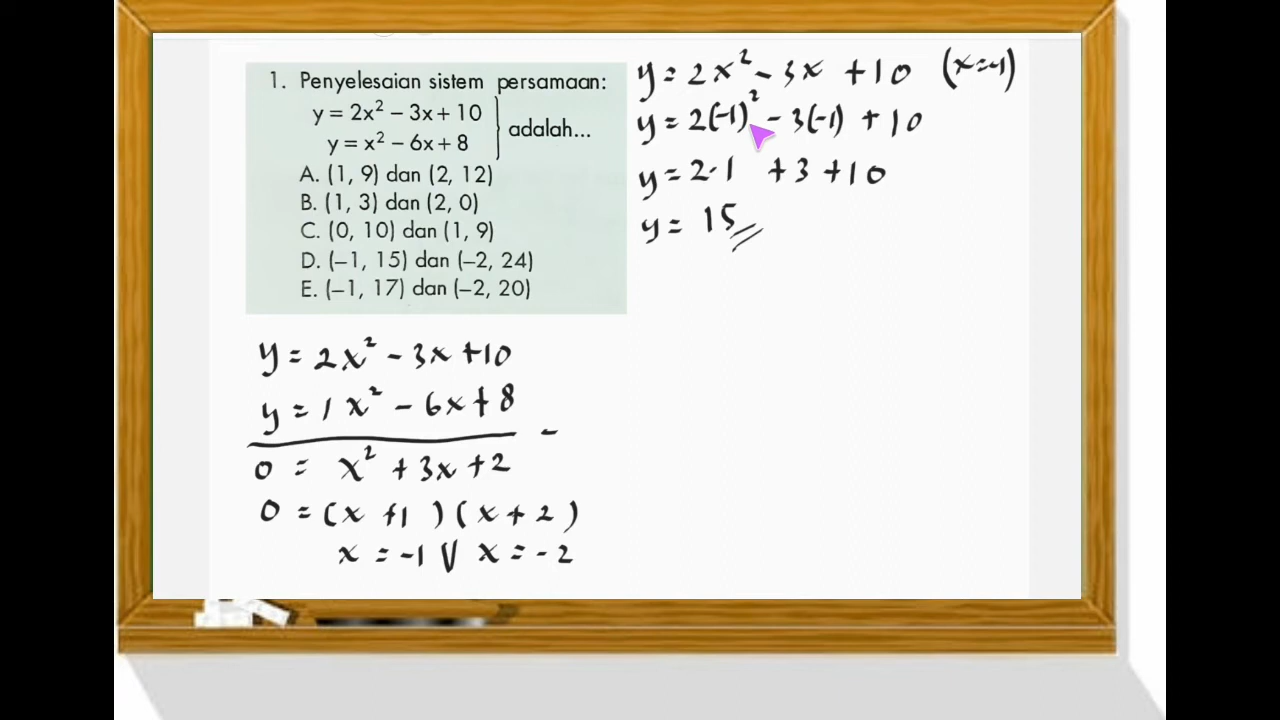 1. Penyelesaian sistem persamaan:
y = 2x² – 3x + 10
y = x² – 6x + 8
adalah...
A. (1, 9) dan (2, 12)
B. (1, 3) dan (2, 0)
C. (0, 10) dan (1, 9)
D. (–1, 15) dan (–2, 24)
E. (–1, 17) dan (–2, 20)
y = 2x² - 3x + 10
y = 1x² - 6x + 8
-
0 = x² + 3x + 2
0 = (x + 1) (x + 2)
x = -1 V x = -2
y = 2x² - 3x + 10 (x=-1)
y = 2(-1)² - 3(-1) + 10
y = 2·1 + 3 + 10
y = 15